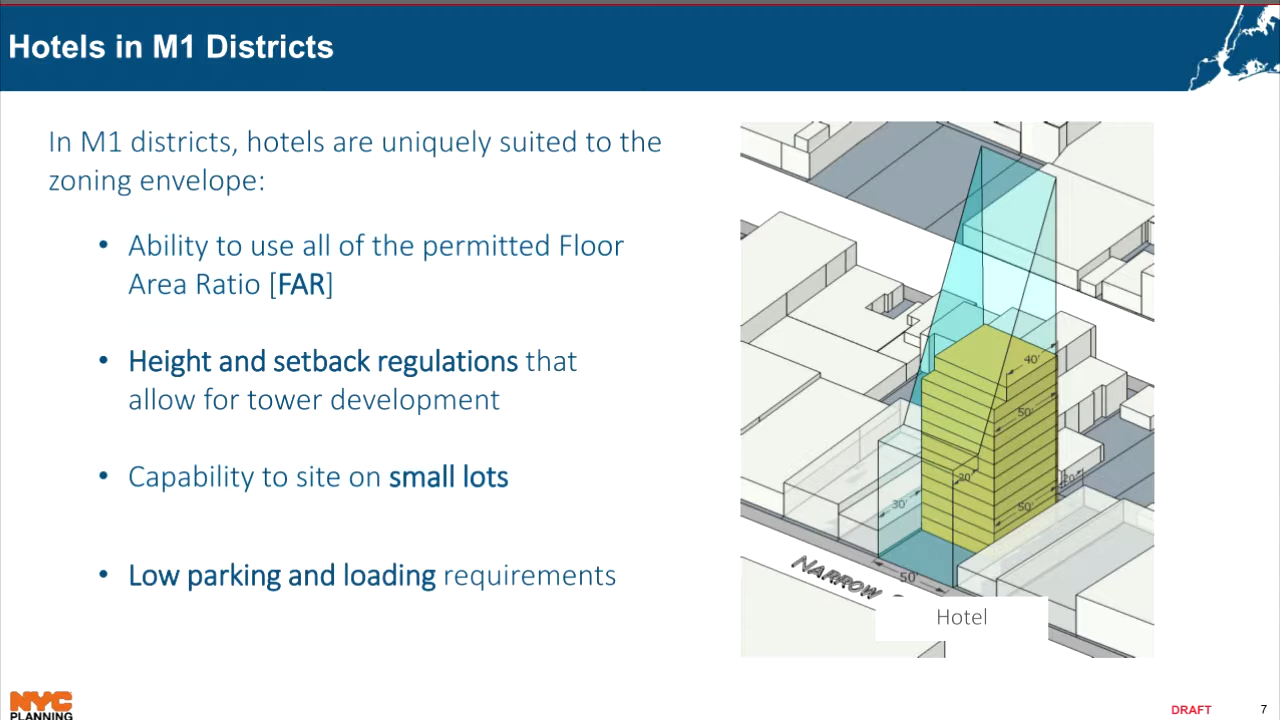 Hotels in M1 Districts
In M1 districts, hotels are uniquely suited to the
zoning envelope:
• Ability to use all of the permitted Floor
Area Ratio [FAR]
• Height and setback regulations that
allow for tower development
• Capability to site on small lots
• Low parking and loading requirements
40'
50'
20'
20'
30'
50'
50'
NARROW
Hotel
NYC
PLANNING
DRAFT
7